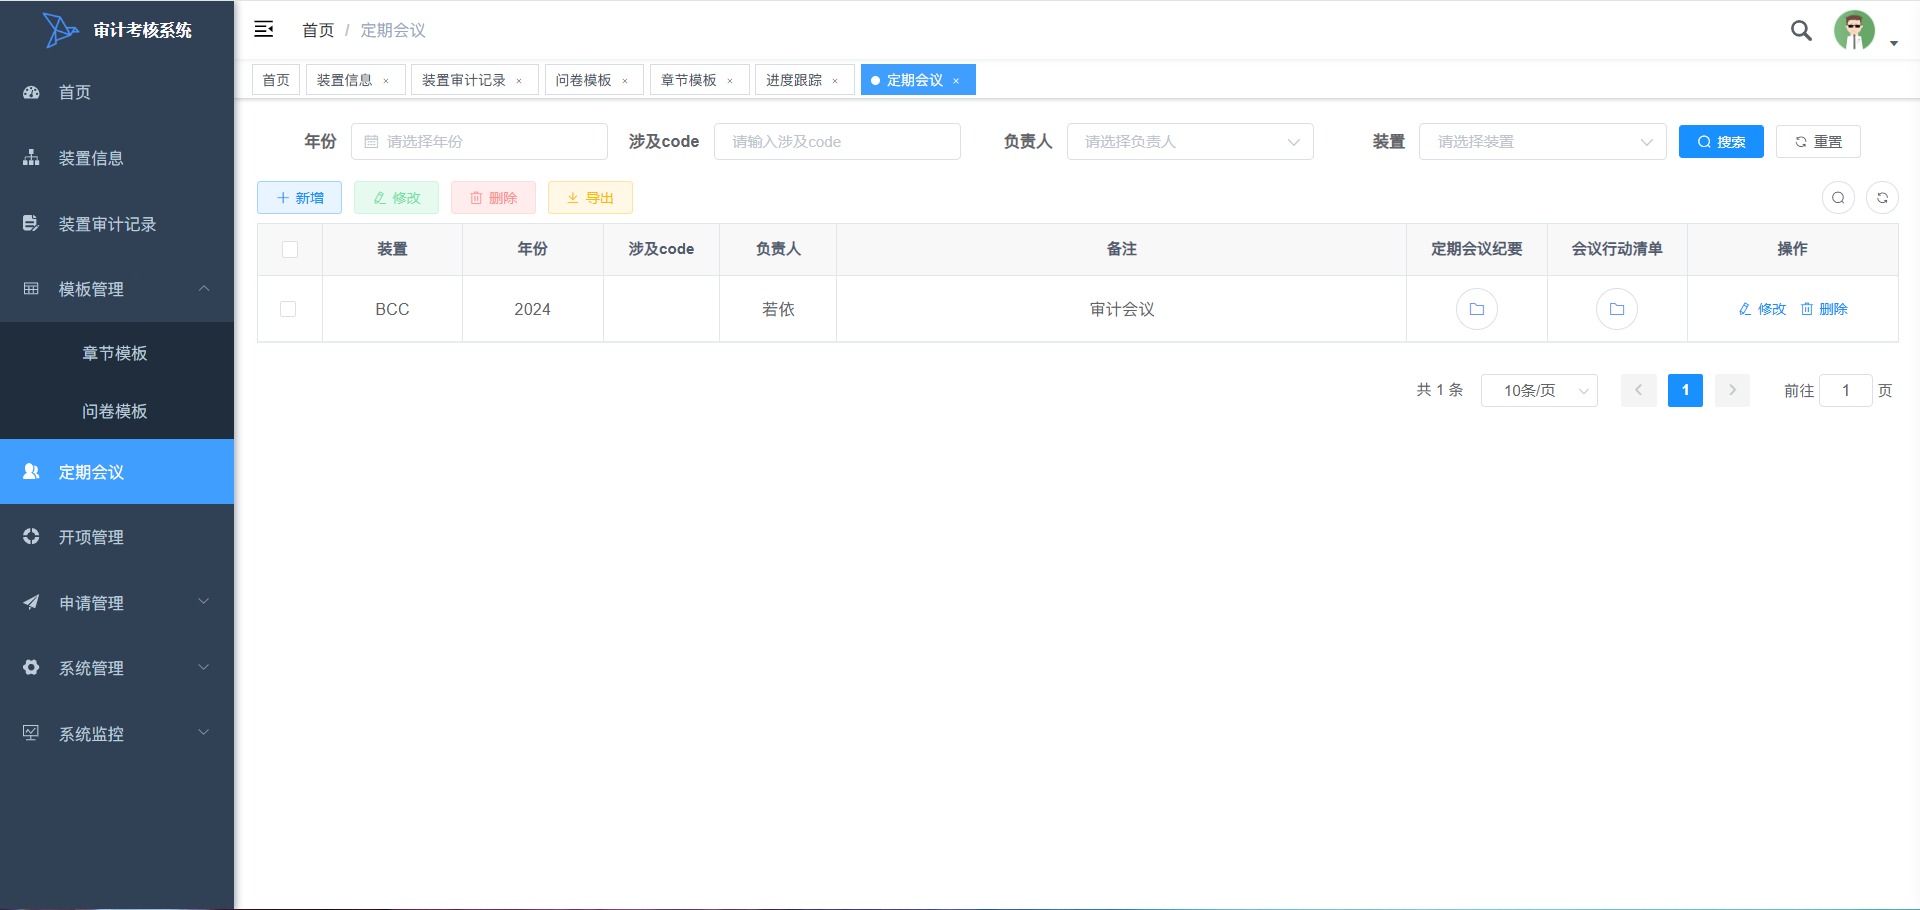 审计考核系统
首页
装置信息
装置审计记录
模板管理
章节模板
问卷模板
定期会议
开项管理
申请管理
系统管理
系统监控
首页 / 定期会议
首页 装置信息 × 装置审计记录 × 问卷模板 × 章节模板 × 进度跟踪 × 定期会议 ×
年份 请选择年份 涉及code 请输入涉及code 负责人 请选择负责人 装置 请选择装置 搜索 重置
新增 修改 删除 导出
装置 年份 涉及code 负责人 备注 定期会议纪要 会议行动清单 操作
BCC 2024 若依 审计会议 修改 删除
共 1 条 10条/页 1 前往 1 页